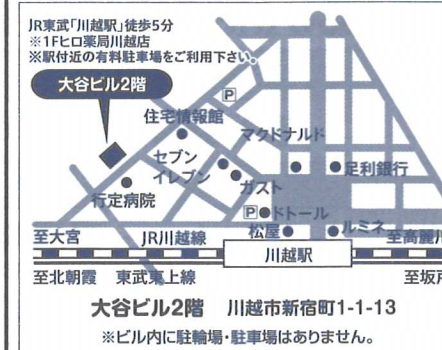 JR東武「川越駅」徒歩5分
※1Fヒロ薬局川越店
※駅付近の有料駐車場をご利用下さい。
大谷ビル2階
P
住宅情報館
マクドナルド
セブン
イレブン
足利銀行
ガスト
行定病院
P
ドトール
松屋
ルミネ
至大宮
JR川越線
川越駅
至高麗川
至北朝霞
東武東上線
至坂戸
大谷ビル2階 川越市新宿町1-1-13
※ビル内に駐輪場・駐車場はありません。